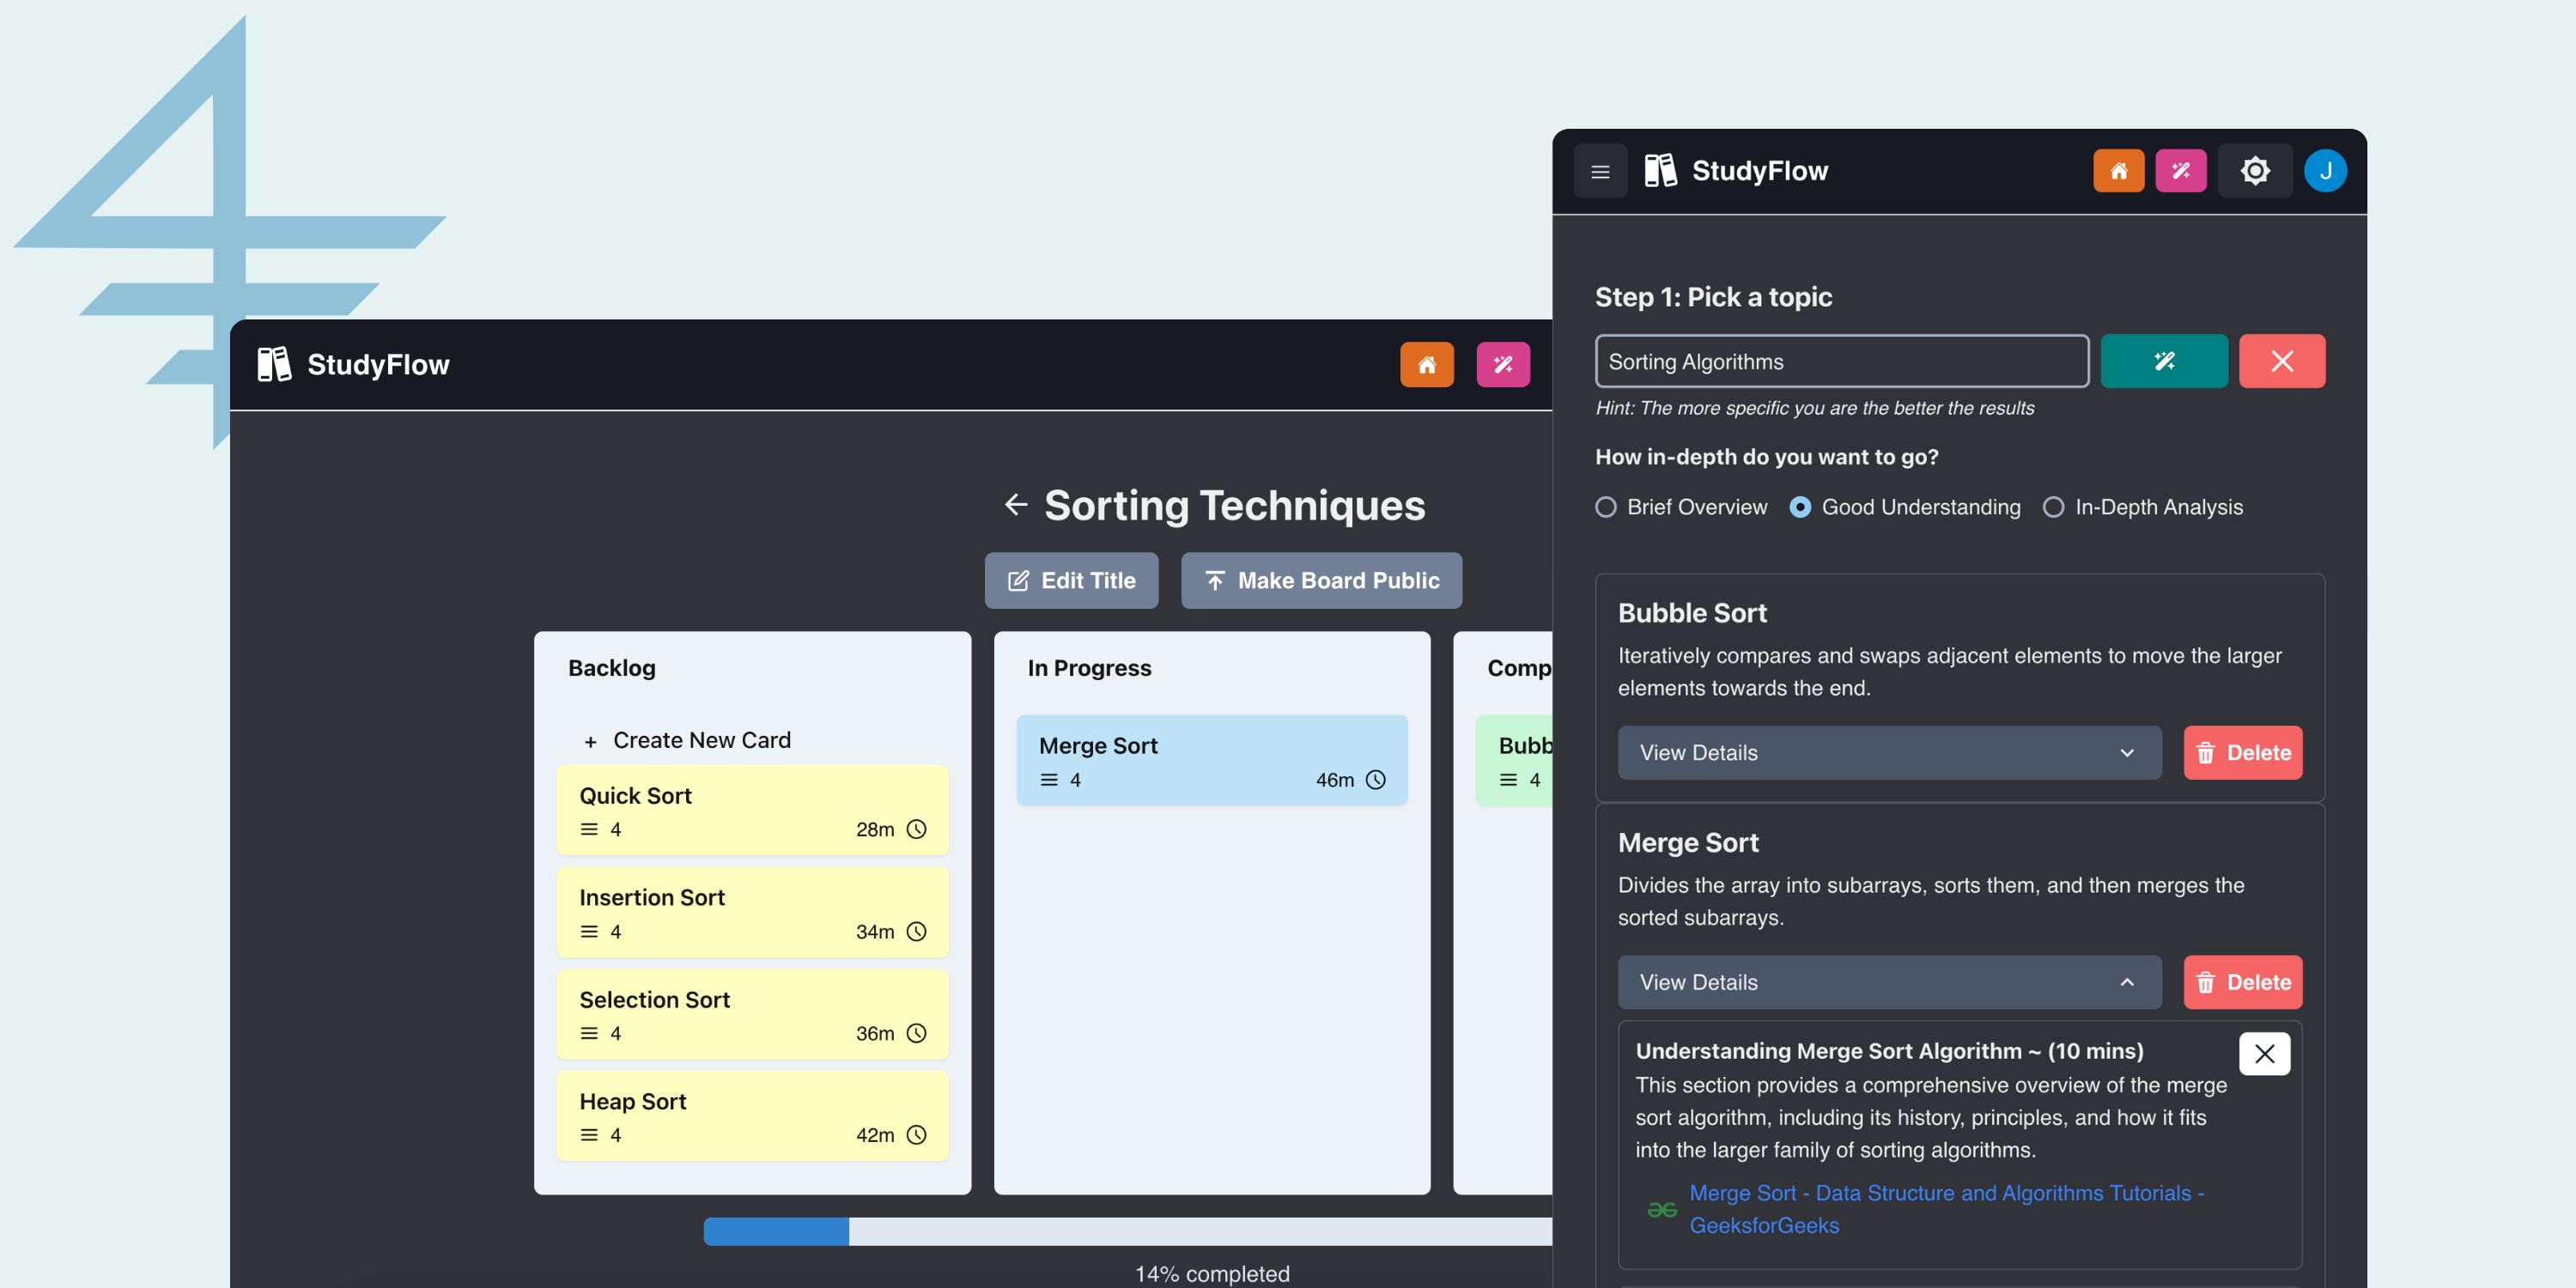 StudyFlow
Sorting Techniques
Edit Title
Make Board Public
Backlog
+ Create New Card
Quick Sort
4 28m
Insertion Sort
4 34m
Selection Sort
4 36m
Heap Sort
4 42m
In Progress
Merge Sort
4 46m
Comp
Bubb
4
14% completed
StudyFlow
J
Step 1: Pick a topic
Sorting Algorithms
Hint: The more specific you are the better the results
How in-depth do you want to go?
Brief Overview Good Understanding In-Depth Analysis
Bubble Sort
Iteratively compares and swaps adjacent elements to move the larger
elements towards the end.
View Details
Delete
Merge Sort
Divides the array into subarrays, sorts them, and then merges the
sorted subarrays.
View Details
Delete
Understanding Merge Sort Algorithm ~ (10 mins)
This section provides a comprehensive overview of the merge
sort algorithm, including its history, principles, and how it fits
into the larger family of sorting algorithms.
Merge Sort - Data Structure and Algorithms Tutorials -
GeeksforGeeks